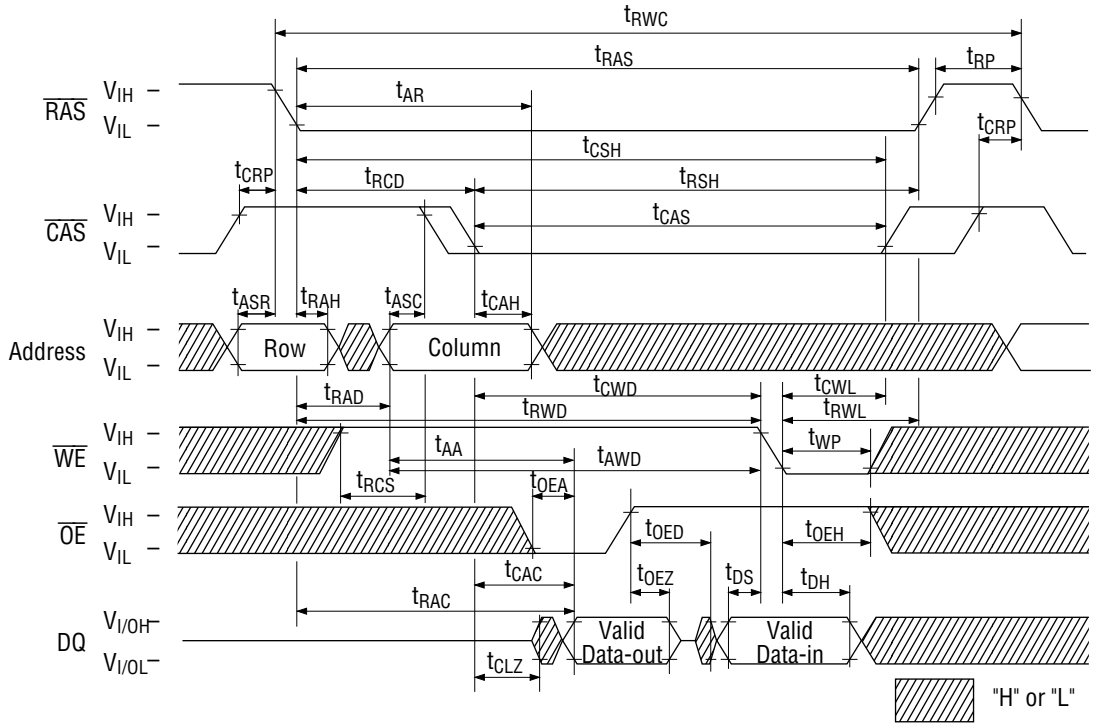 tRWC
tRAS
tRP
tAR
RAS
VIH
VIL
tCRP
tCSH
tCRP
tRCD
tRSH
CAS
VIH
VIL
tCAS
tASR
tRAH
tASC
tCAH
Address
VIH
VIL
Row
Column
tRAD
tCWD
tCWL
tRWD
tRWL
WE
VIH
VIL
tAA
tAWD
tWP
tRCS
tOEA
OE
VIH
VIL
tOED
tOEH
tCAC
tOEZ
tDS
tDH
tRAC
DQ
VI/OH
VI/OL
Valid
Data-out
Valid
Data-in
tCLZ
"H" or "L"